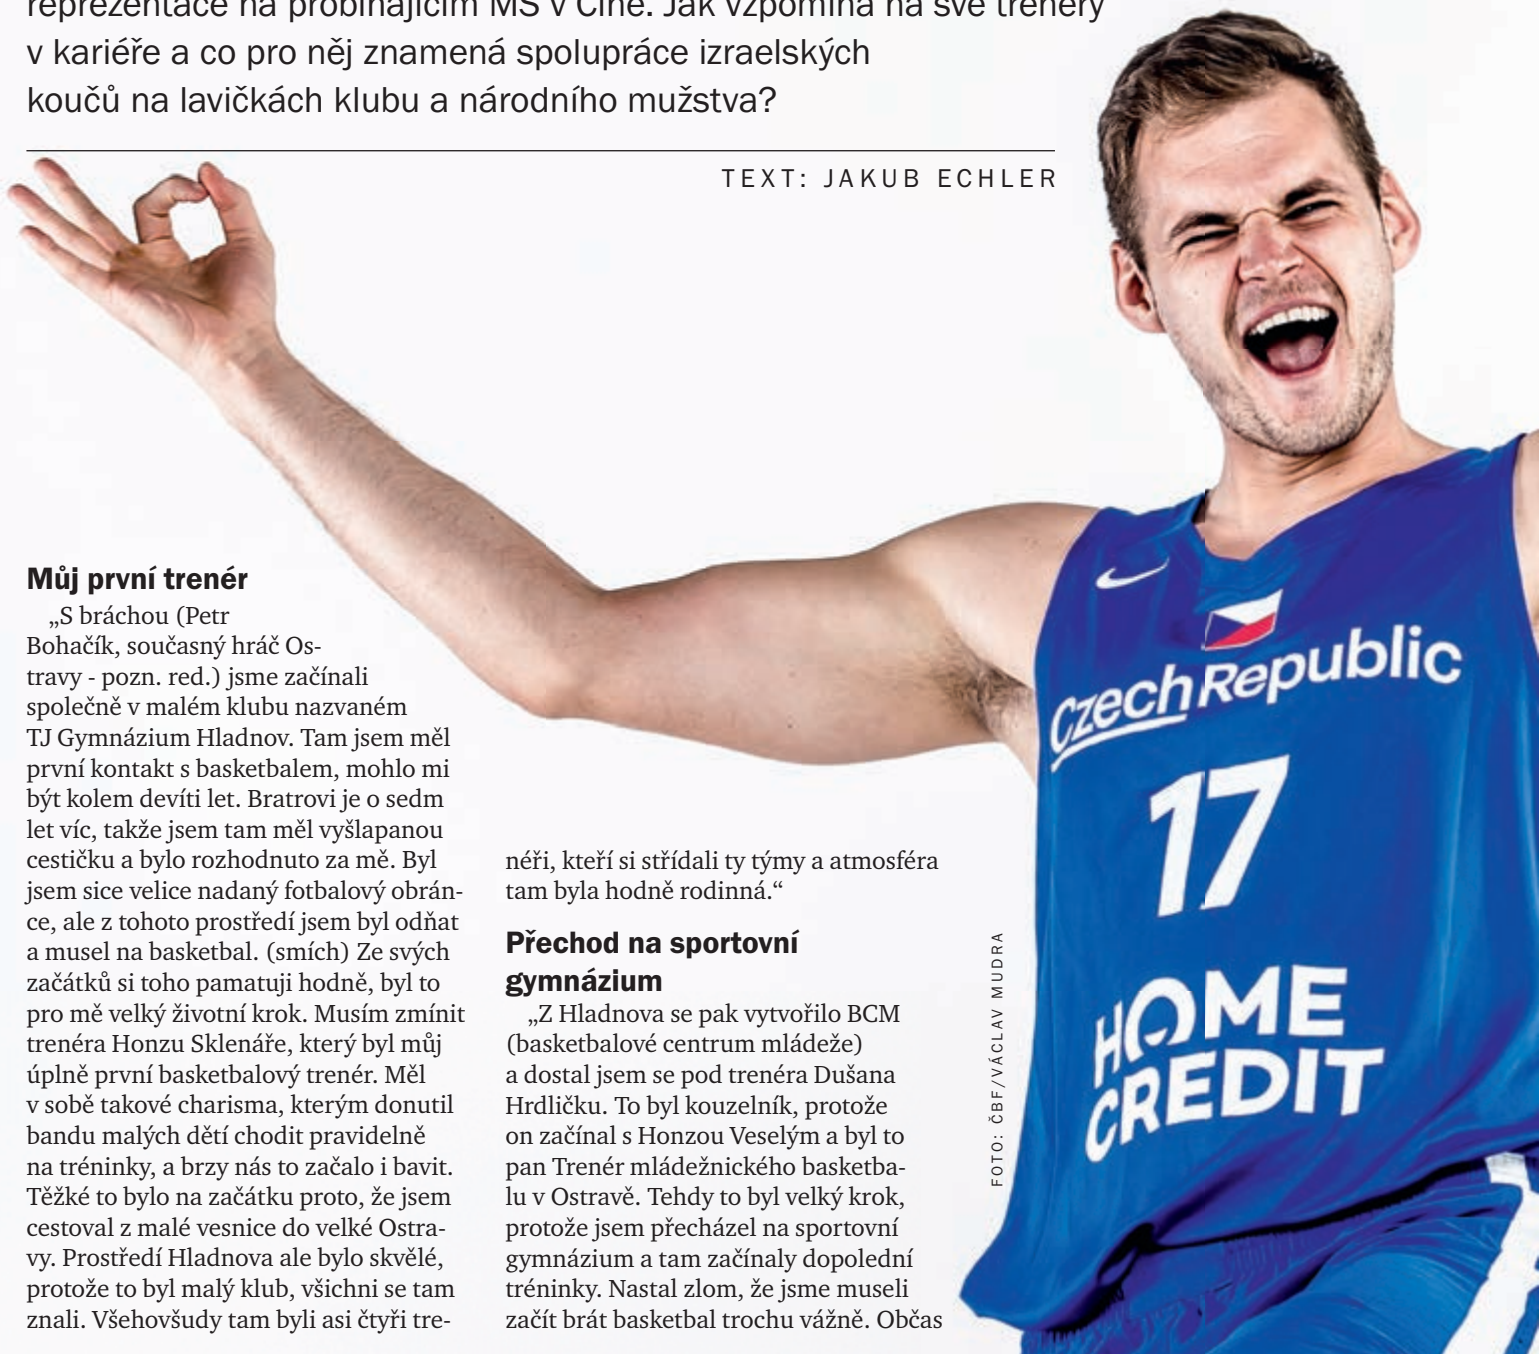 reprezentace na probíhajícím MS v Číně. Jak vzpomíná na své trenéry
v kariéře a co pro něj znamená spolupráce izraelských
koučů na lavičkách klubu a národního mužstva?
TEXT: JAKUB ECHLER
Můj první trenér
„S bráchou (Petr
Bohačík, současný hráč Os-
travy - pozn. red.) jsme začínali
společně v malém klubu nazvaném
TJ Gymnázium Hladnov. Tam jsem měl
první kontakt s basketbalem, mohlo mi
být kolem devíti let. Bratrovi je o sedm
let víc, takže jsem tam měl vyšlapanou
cestičku a bylo rozhodnuto za mě. Byl
jsem sice velice nadaný fotbalový obrán-
ce, ale z tohoto prostředí jsem byl odňat
a musel na basketbal. (smích) Ze svých
začátků si toho pamatuji hodně, byl to
pro mě velký životní krok. Musím zmínit
trenéra Honzu Sklenáře, který byl můj
úplně první basketbalový trenér. Měl
v sobě takové charisma, kterým donutil
bandu malých dětí chodit pravidelně
na tréninky, a brzy nás to začalo i bavit.
Těžké to bylo na začátku proto, že jsem
cestoval z malé vesnice do velké Ostra-
vy. Prostředí Hladnova ale bylo skvělé,
protože to byl malý klub, všichni se tam
znali. Všehovšudy tam byli asi čtyři tre-
néři, kteří si střídali ty týmy a atmosféra
tam byla hodně rodinná.“
Přechod na sportovní
gymnázium
„Z Hladnova se pak vytvořilo BCM
(basketbalové centrum mládeže)
a dostal jsem se pod trenéra Dušana
Hrdličku. To byl kouzelník, protože
on začínal s Honzou Veselým a byl to
pan Trenér mládežnického basketba-
lu v Ostravě. Tehdy to byl velký krok,
protože jsem přecházel na sportovní
gymnázium a tam začínaly dopolední
tréninky. Nastal zlom, že jsme museli
začít brát basketbal trochu vážně. Občas
FOTO: ČBF/VÁCLAV MUDRA
Czech Republic
17
HOME
CREDIT